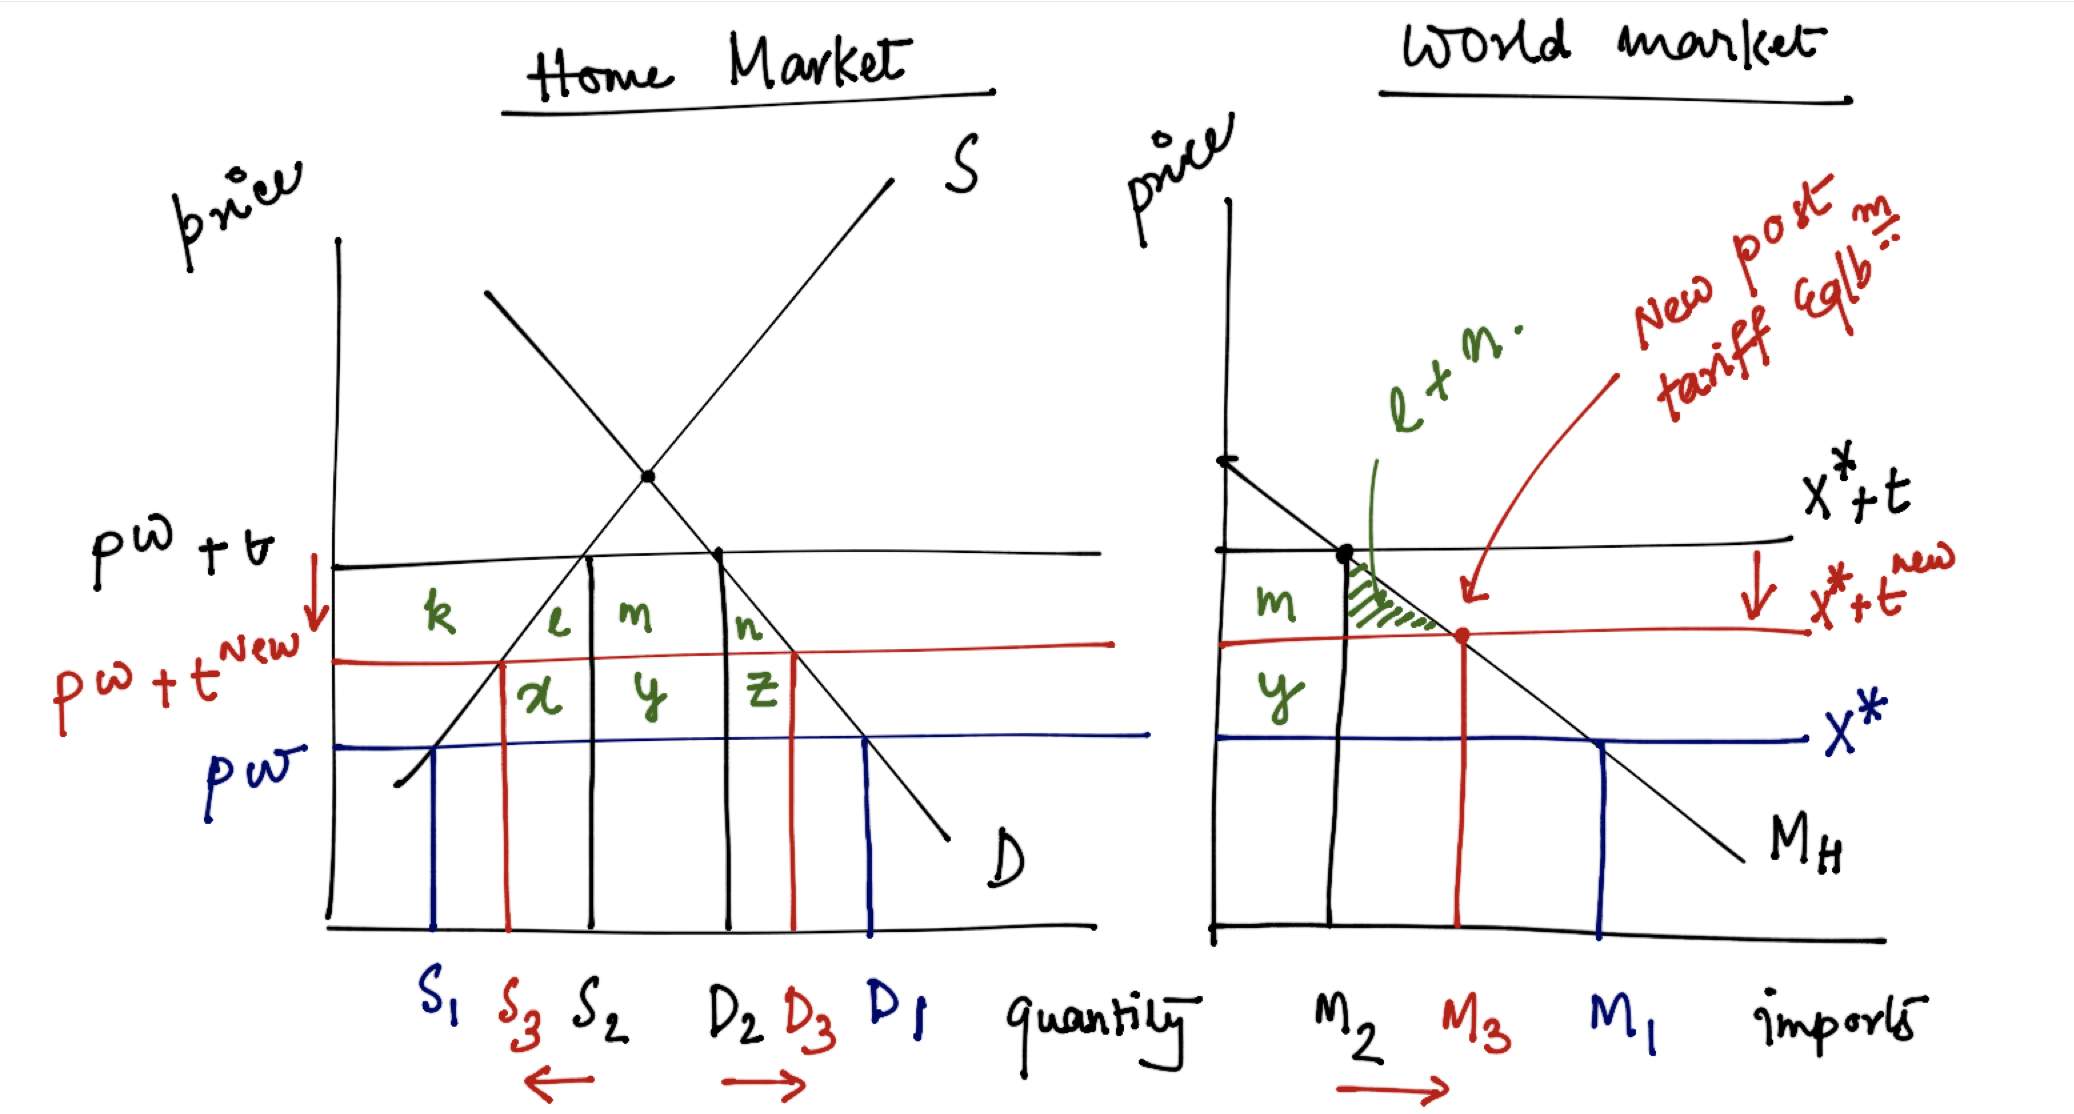 Home Market
price
S
pw + t
k
l
m
n
pw + t New
x
y
z
pw
D
S1
S3
S2
D2
D3
D1
quantity
World market
price
New post
tariff Eqlb m
l + n.
X* + t
m
X* + t new
y
X*
MH
M2
M3
M1
imports